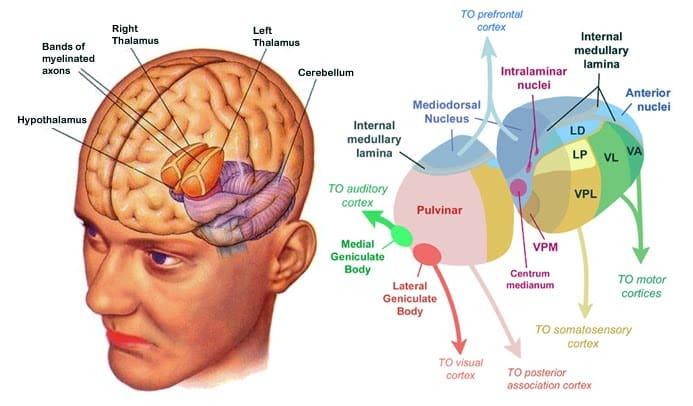 Right
Thalamus
Left
Thalamus
Bands of
myelinated
axons
Cerebellum
Hypothalamus
TO prefrontal
cortex
Internal
medullary
lamina
Intralaminar
nuclei
Anterior
nuclei
Mediodorsal
Nucleus
Internal
medullary
lamina
LD
LP
VL
VA
VPL
VPM
TO auditory
cortex
Pulvinar
Medial
Geniculate
Body
Lateral
Geniculate
Body
Centrum
medianum
TO motor
cortices
TO somatosensory
cortex
TO visual
cortex
TO posterior
association cortex